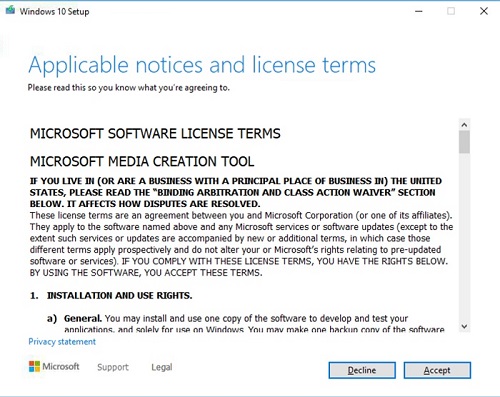 Windows 10 Setup
Applicable notices and license terms
Please read this so you know what you're agreeing to.
MICROSOFT SOFTWARE LICENSE TERMS
MICROSOFT MEDIA CREATION TOOL
IF YOU LIVE IN (OR ARE A BUSINESS WITH A PRINCIPAL PLACE OF BUSINESS IN) THE UNITED
STATES, PLEASE READ THE “BINDING ARBITRATION AND CLASS ACTION WAIVER” SECTION
BELOW. IT AFFECTS HOW DISPUTES ARE RESOLVED.
These license terms are an agreement between you and Microsoft Corporation (or one of its affiliates).
They apply to the software named above and any Microsoft services or software updates (except to the
extent such services or updates are accompanied by new or additional terms, in which case those
different terms apply prospectively and do not alter your or Microsoft’s rights relating to pre-updated
software or services). IF YOU COMPLY WITH THESE LICENSE TERMS, YOU HAVE THE RIGHTS BELOW.
BY USING THE SOFTWARE, YOU ACCEPT THESE TERMS.
1. INSTALLATION AND USE RIGHTS.
a) General. You may install and use one copy of the software to develop and test your
applications, and solely for use on Windows. You may make one backup copy of the software
Privacy statement
Microsoft Support Legal Decline Accept